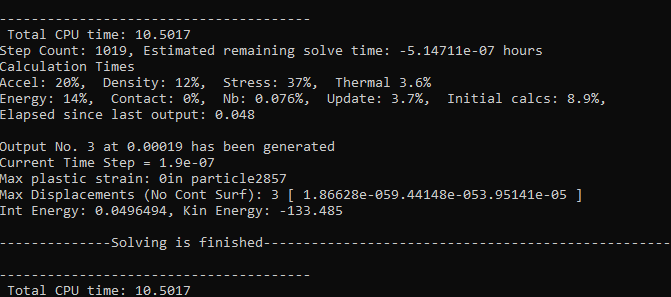 ---------------------------------------
Total CPU time: 10.5017
Step Count: 1019, Estimated remaining solve time: -5.14711e-07 hours
Calculation Times
Accel: 20%,  Density: 12%,  Stress: 37%,  Thermal 3.6%
Energy: 14%,  Contact: 0%,  Nb: 0.076%,  Update: 3.7%,  Initial calcs: 8.9%,
Elapsed since last output: 0.048
Output No. 3 at 0.00019 has been generated
Current Time Step = 1.9e-07
Max plastic strain: 0in particle2857
Max Displacements (No Cont Surf): 3 [ 1.86628e-059.44148e-053.95141e-05 ]
Int Energy: 0.0496494, Kin Energy: -133.485
--------------Solving is finished---------------------------------------------------
---------------------------------------
Total CPU time: 10.5017